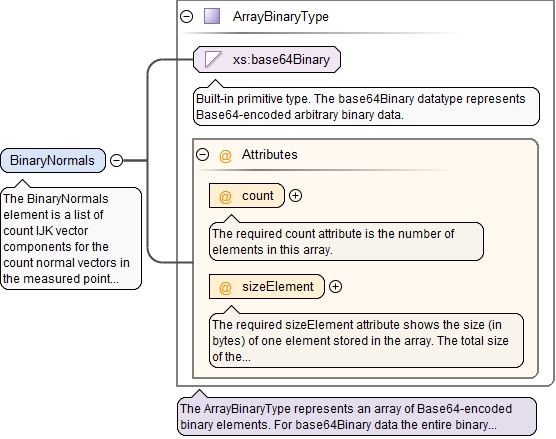 ArrayBinaryType
xs:base64Binary
Built-in primitive type. The base64Binary datatype represents
Base64-encoded arbitrary binary data.
BinaryNormals
The BinaryNormals
element is a list of
count IJK vector
components for the
count normal vectors in
the measured point...
@ Attributes
@ count
The required count attribute is the number of
elements in this array.
@ sizeElement
The required sizeElement attribute shows the size (in
bytes) of one element stored in the array. The total size
of the...
The ArrayBinaryType represents an array of Base64-encoded
binary elements. For base64Binary data the entire binary...